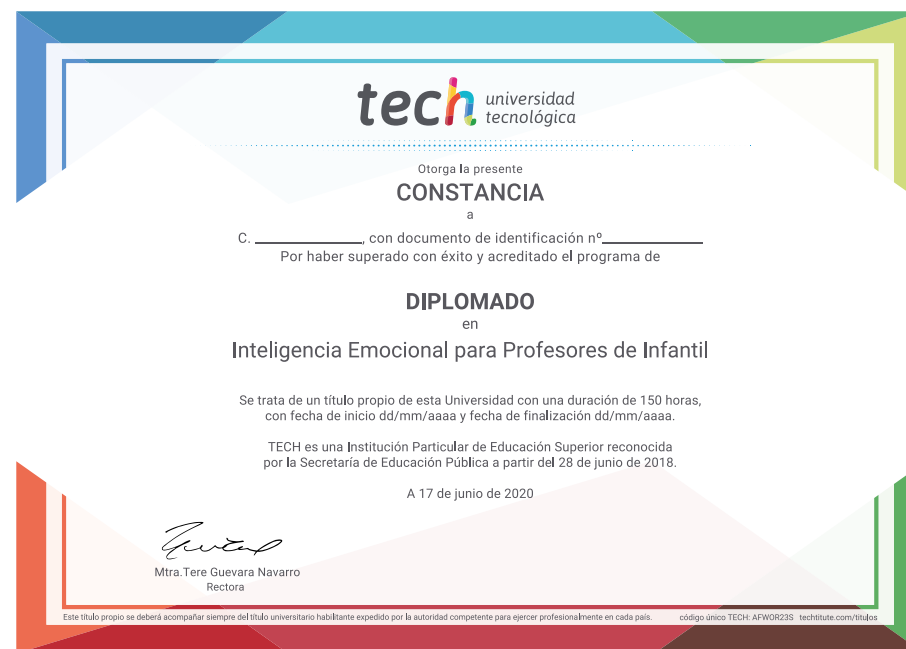 tech universidad
tecnológica
Otorga la presente
CONSTANCIA
a
C. ____________, con documento de identificación nº____________
Por haber superado con éxito y acreditado el programa de
DIPLOMADO
en
Inteligencia Emocional para Profesores de Infantil
Se trata de un título propio de esta Universidad con una duración de 150 horas,
con fecha de inicio dd/mm/aaaa y fecha de finalización dd/mm/aaaa.
TECH es una Institución Particular de Educación Superior reconocida
por la Secretaría de Educación Pública a partir del 28 de junio de 2018.
A 17 de junio de 2020
Mtra.Tere Guevara Navarro
Rectora
Este título propio se deberá acompañar siempre del título universitario habilitante expedido por la autoridad competente para ejercer profesionalmente en cada país. código único TECH: AFWOR23S techtitute.com/titulos